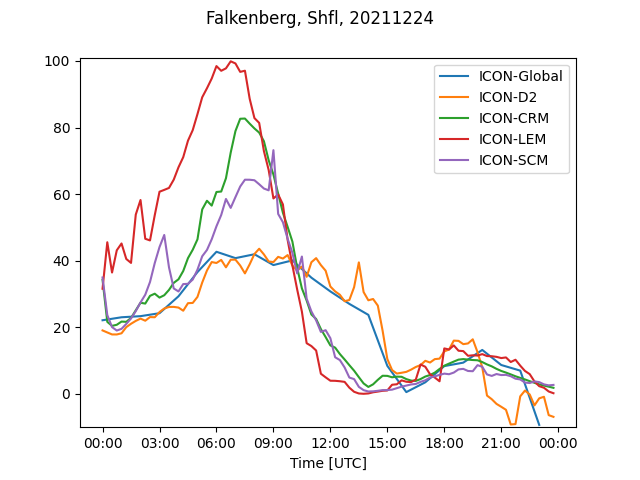 Falkenberg, Shfl, 20211224
100
80
60
40
20
0
ICON-Global
ICON-D2
ICON-CRM
ICON-LEM
ICON-SCM
00:00 03:00 06:00 09:00 12:00 15:00 18:00 21:00 00:00
Time [UTC]